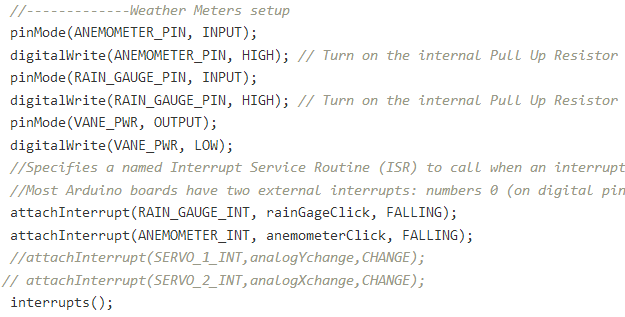 //-------------Weather Meters setup
pinMode(ANEMOMETER_PIN, INPUT);
digitalWrite(ANEMOMETER_PIN, HIGH); // Turn on the internal Pull Up Resistor
pinMode(RAIN_GAUGE_PIN, INPUT);
digitalWrite(RAIN_GAUGE_PIN, HIGH); // Turn on the internal Pull Up Resistor
pinMode(VANE_PWR, OUTPUT);
digitalWrite(VANE_PWR, LOW);
//Specifies a named Interrupt Service Routine (ISR) to call when an interrupt
//Most Arduino boards have two external interrupts: numbers 0 (on digital pin
attachInterrupt(RAIN_GAUGE_INT, rainGageClick, FALLING);
attachInterrupt(ANEMOMETER_INT, anemometerClick, FALLING);
//attachInterrupt(SERVO_1_INT,analogYchange,CHANGE);
// attachInterrupt(SERVO_2_INT,analogXchange,CHANGE);
interrupts();